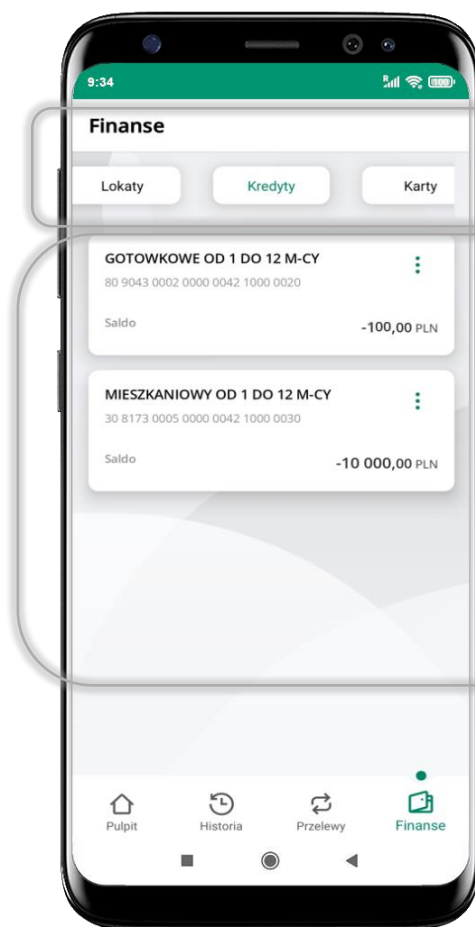 9:34
R
100
Finanse
Lokaty Kredyty Karty
GOTOWKOWE OD 1 DO 12 M-CY
80 9043 0002 0000 0042 1000 0020
Saldo -100,00 PLN
MIESZKANIOWY OD 1 DO 12 M-CY
30 8173 0005 0000 0042 1000 0030
Saldo -10 000,00 PLN
Pulpit Historia Przelewy Finanse